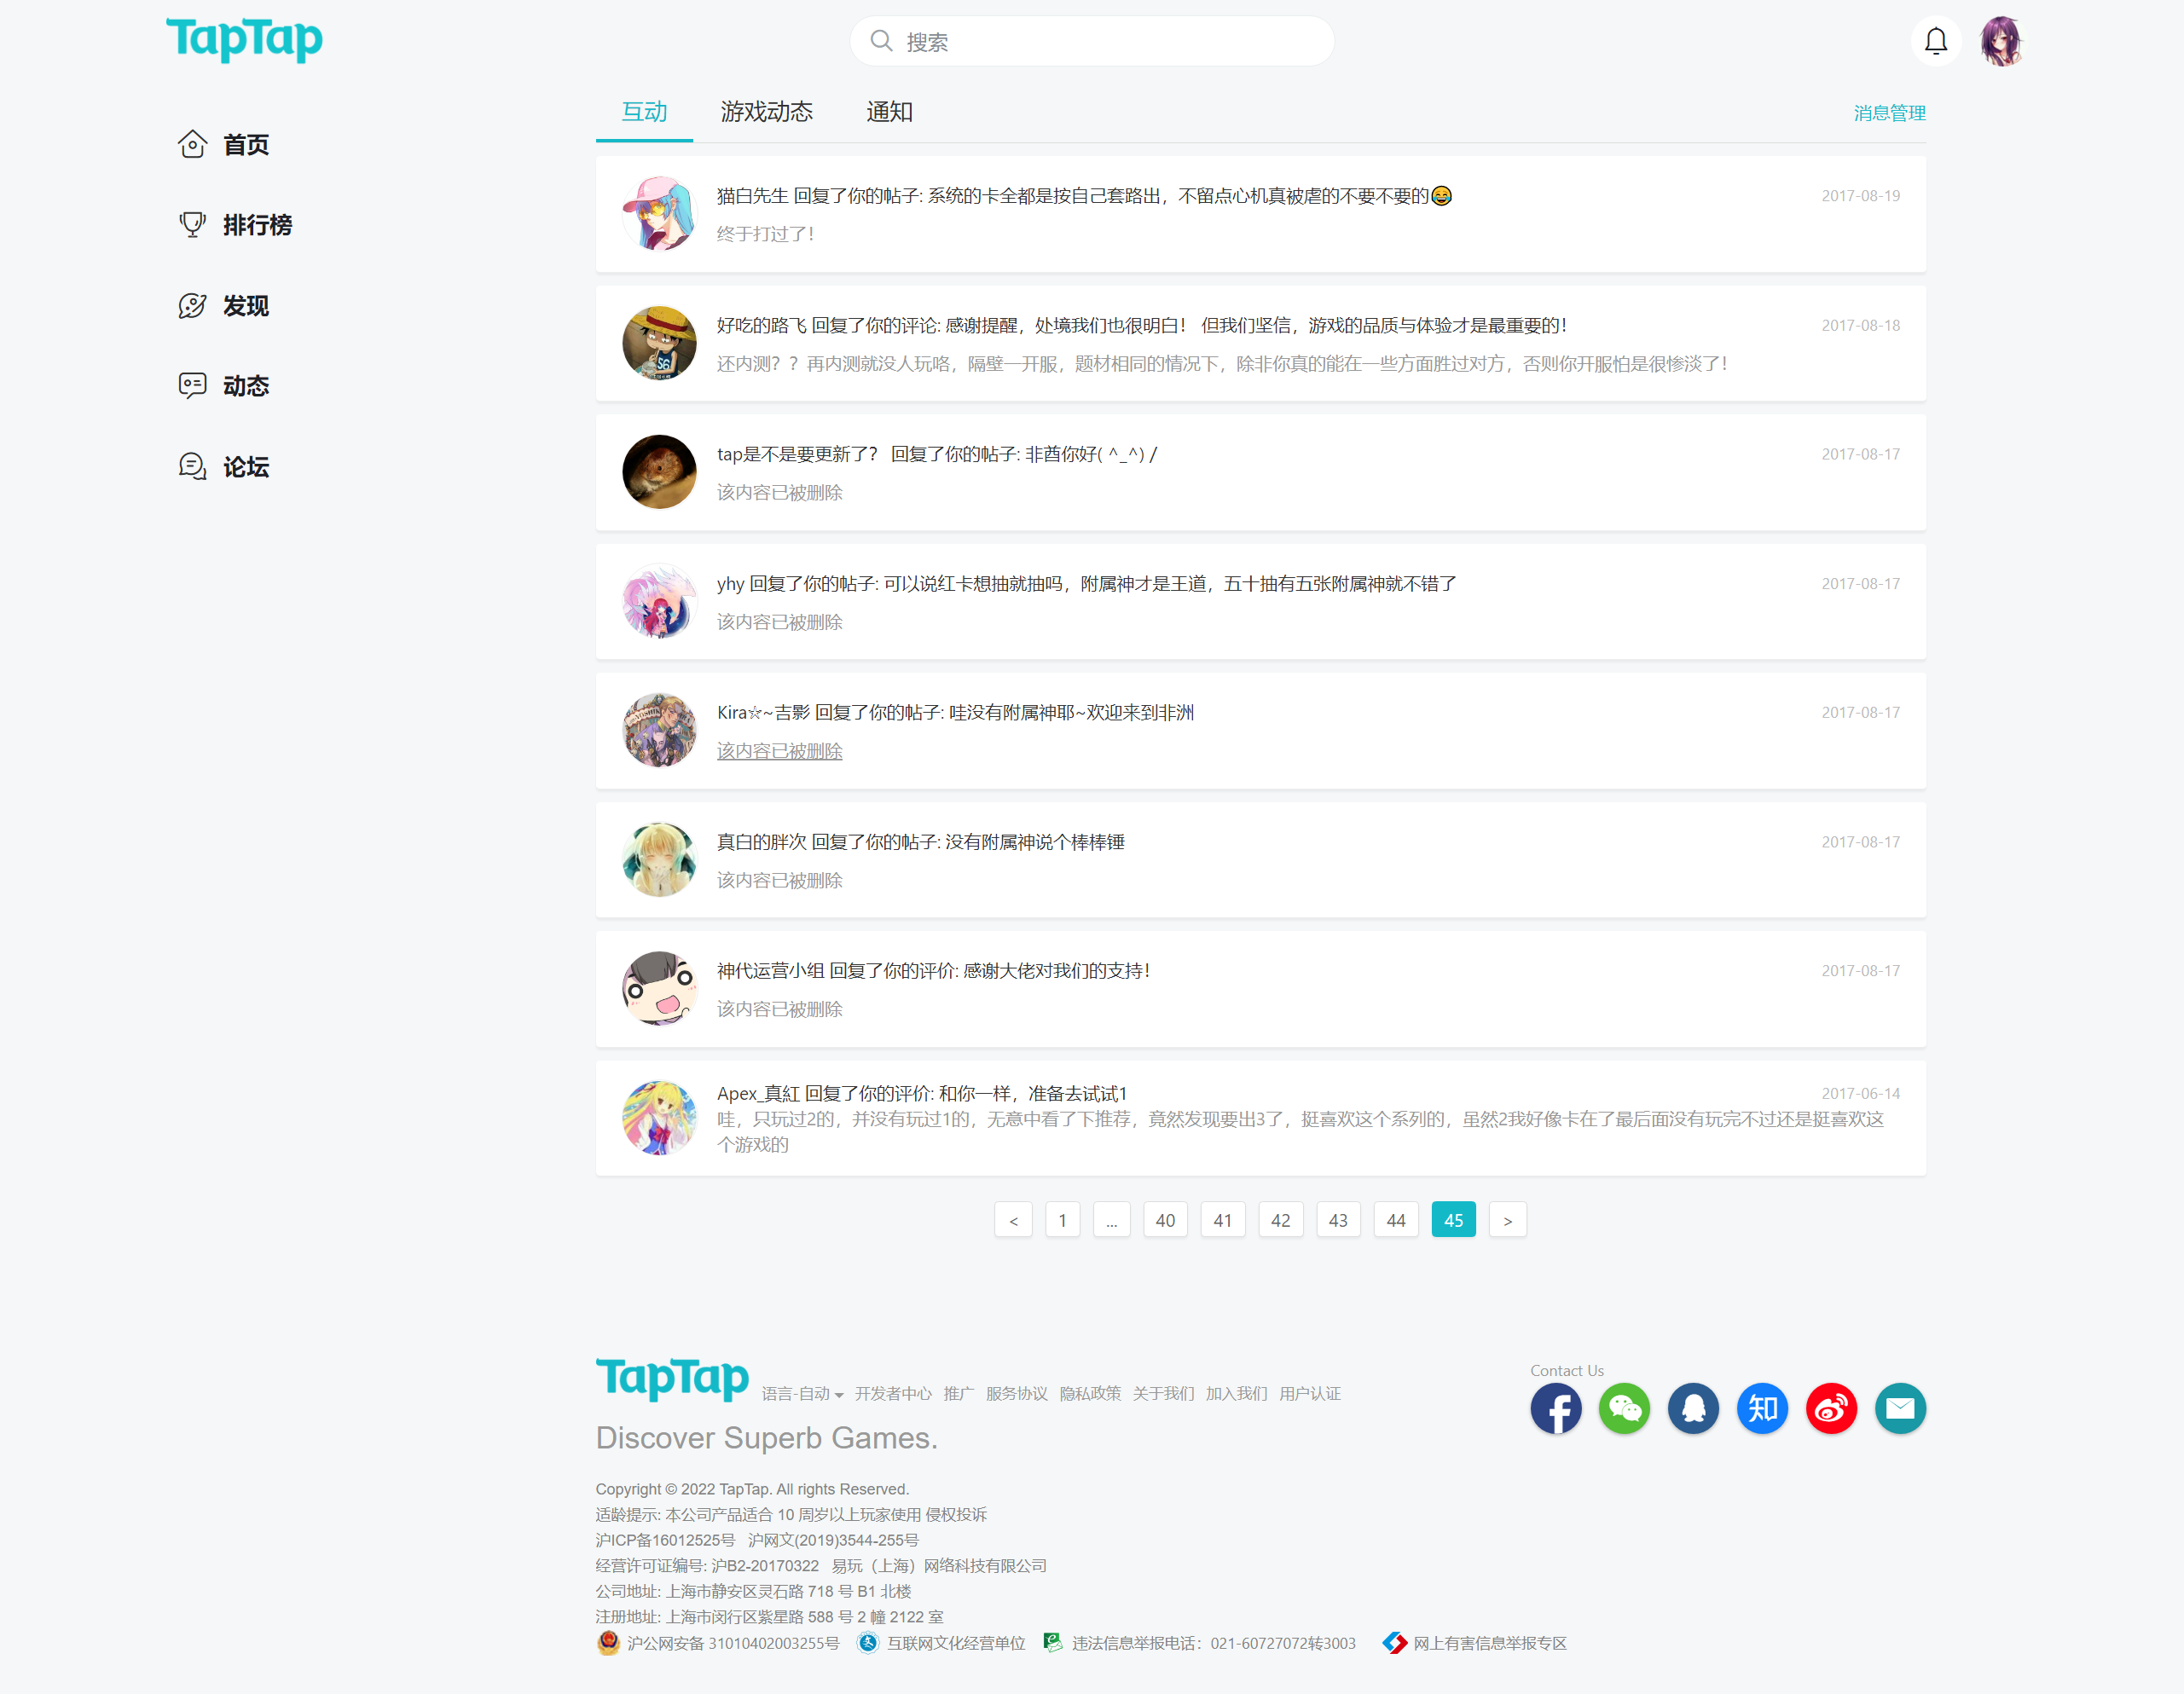 TapTap
搜索
互动 游戏动态 通知 消息管理
首页
排行榜
发现
动态
论坛
猫白先生 回复了你的帖子: 系统的卡全都是按自己套路出，不留点心机真被虐的不要不要的😂 2017-08-19
终于打过了！
好吃的路飞 回复了你的评论: 感谢提醒，处境我们也很明白！ 但我们坚信，游戏的品质与体验才是最重要的！ 2017-08-18
还内测？？再内测就没人玩咯，隔壁一开服，题材相同的情况下，除非你真的能在一些方面胜过对方，否则你开服怕是很惨淡了！
tap是不是要更新了？ 回复了你的帖子: 非酋你好( ^_^) / 2017-08-17
该内容已被删除
yhy 回复了你的帖子: 可以说红卡想抽就抽吗，附属神才是王道，五十抽有五张附属神就不错了 2017-08-17
该内容已被删除
Kira☆~吉影 回复了你的帖子: 哇没有附属神耶~欢迎来到非洲 2017-08-17
该内容已被删除
真白的胖次 回复了你的帖子: 没有附属神说个棒棒锤 2017-08-17
该内容已被删除
神代运营小组 回复了你的评价: 感谢大佬对我们的支持！ 2017-08-17
该内容已被删除
Apex_真紅 回复了你的评价: 和你一样，准备去试试1 2017-06-14
哇，只玩过2的，并没有玩过1的，无意中看了下推荐，竟然发现要出3了，挺喜欢这个系列的，虽然2我好像卡在了最后面没有玩完不过还是挺喜欢这
个游戏的
< 1 ... 40 41 42 43 44 45 >
TapTap 语言-自动 开发者中心 推广 服务协议 隐私政策 关于我们 加入我们 用户认证
Contact Us
知
Discover Superb Games.
Copyright © 2022 TapTap. All rights Reserved.
适龄提示: 本公司产品适合 10 周岁以上玩家使用 侵权投诉
沪ICP备16012525号 沪网文(2019)3544-255号
经营许可证编号: 沪B2-20170322 易玩（上海）网络科技有限公司
公司地址: 上海市静安区灵石路 718 号 B1 北楼
注册地址: 上海市闵行区紫星路 588 号 2 幢 2122 室
沪公网安备 31010402003255号 互联网文化经营单位 违法信息举报电话：021-60727072转3003 网上有害信息举报专区